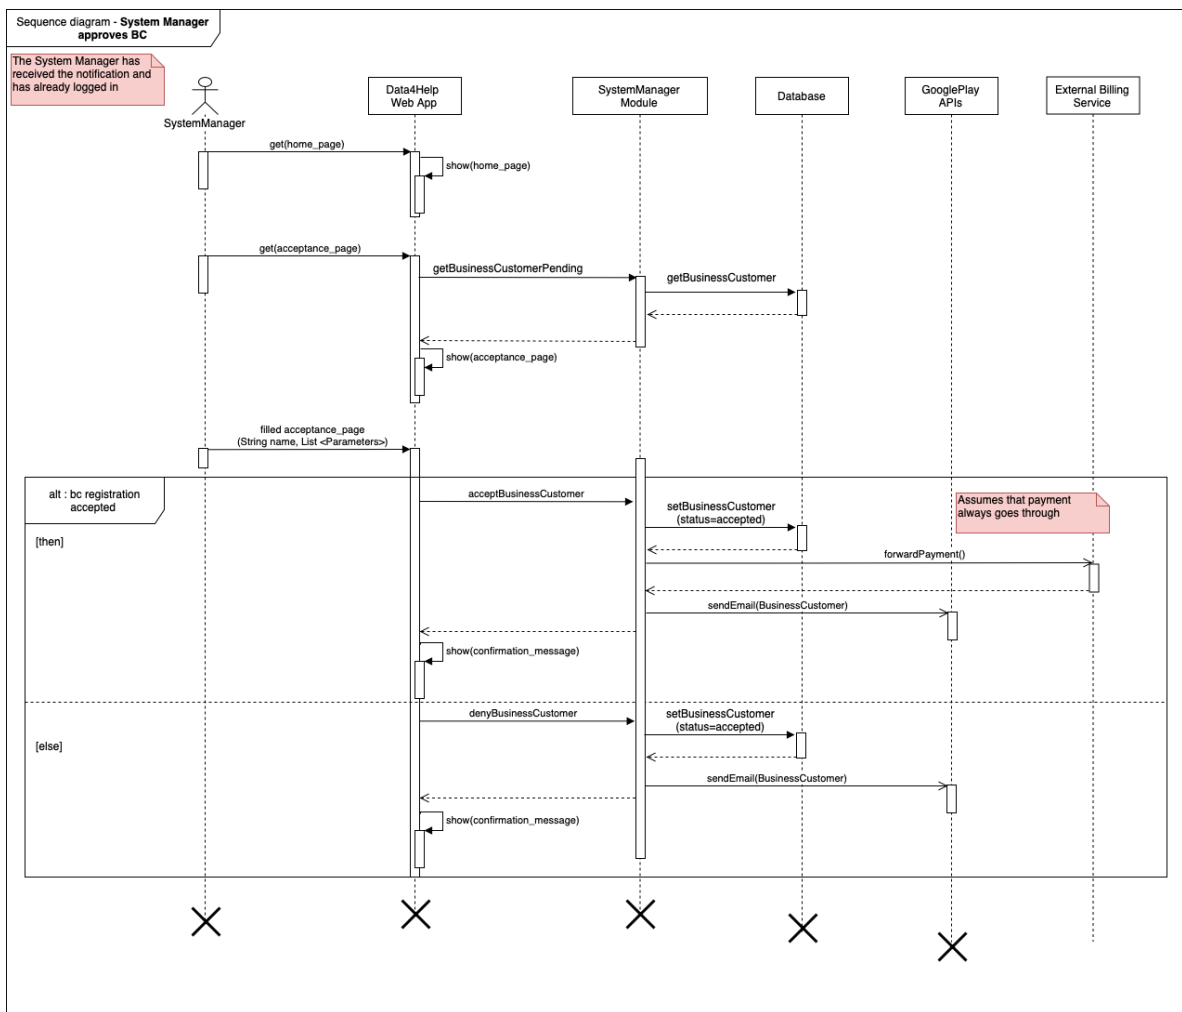 Sequence diagram - System Manager
approves BC
The System Manager has
received the notification and
has already logged in
SystemManager
Data4Help
Web App
SystemManager
Module
Database
GooglePlay
APIs
External Billing
Service
get(home_page)
show(home_page)
get(acceptance_page)
getBusinessCustomerPending
getBusinessCustomer
show(acceptance_page)
filled acceptance_page
(String name, List <Parameters>)
alt : bc registration
accepted
acceptBusinessCustomer
setBusinessCustomer
(status=accepted)
Assumes that payment
always goes through
[then]
forwardPayment()
sendEmail(BusinessCustomer)
show(confirmation_message)
denyBusinessCustomer
setBusinessCustomer
(status=accepted)
[else]
sendEmail(BusinessCustomer)
show(confirmation_message)